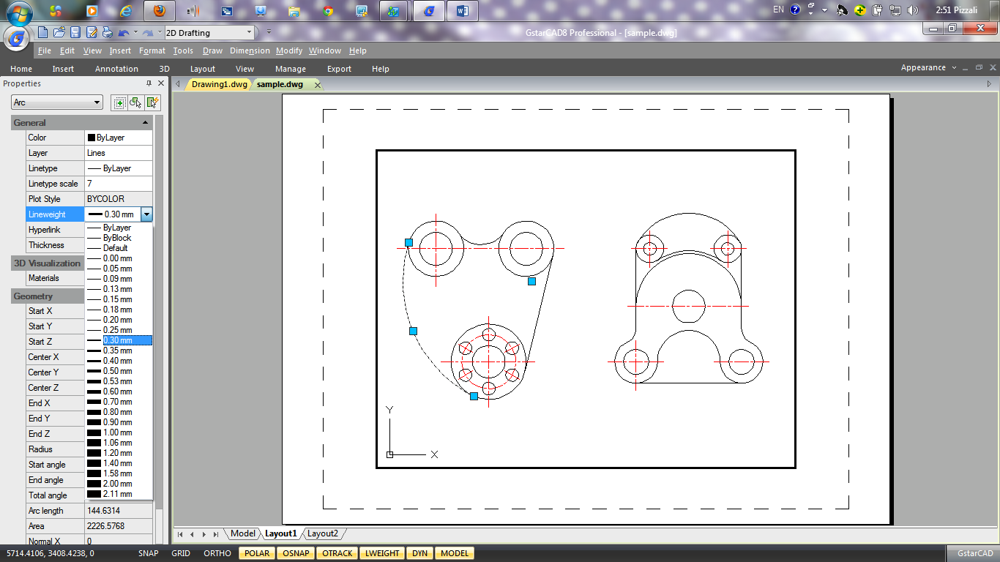 EN 2:51 Pizzali
2D Drafting GstarCAD8 Professional - [sample.dwg]
File Edit View Insert Format Tools Draw Dimension Modify Window Help
Home Insert Annotation 3D Layout View Manage Export Help Appearance
Properties
Drawing1.dwg sample.dwg
Arc
General
Color ByLayer
Layer Lines
Linetype ByLayer
Linetype scale 7
Plot Style BYCOLOR
Lineweight 0.30 mm
Hyperlink
Thickness
3D Visualization
Materials
Geometry
Start X
Start Y
Start Z
Center X
Center Y
Center Z
End X
End Y
End Z
Radius
Start angle
End angle
Total angle
Arc length 144.6314
Area 2226.5768
Normal X 0
ByLayer
ByBlock
Default
0.00 mm
0.05 mm
0.09 mm
0.13 mm
0.15 mm
0.18 mm
0.20 mm
0.25 mm
0.30 mm
0.35 mm
0.40 mm
0.50 mm
0.53 mm
0.60 mm
0.70 mm
0.80 mm
0.90 mm
1.00 mm
1.06 mm
1.20 mm
1.40 mm
1.58 mm
2.00 mm
2.11 mm
Y
X
Model Layout1 Layout2
5714.4106, 3408.4238, 0 SNAP GRID ORTHO POLAR OSNAP OTRACK LWEIGHT DYN MODEL GstarCAD